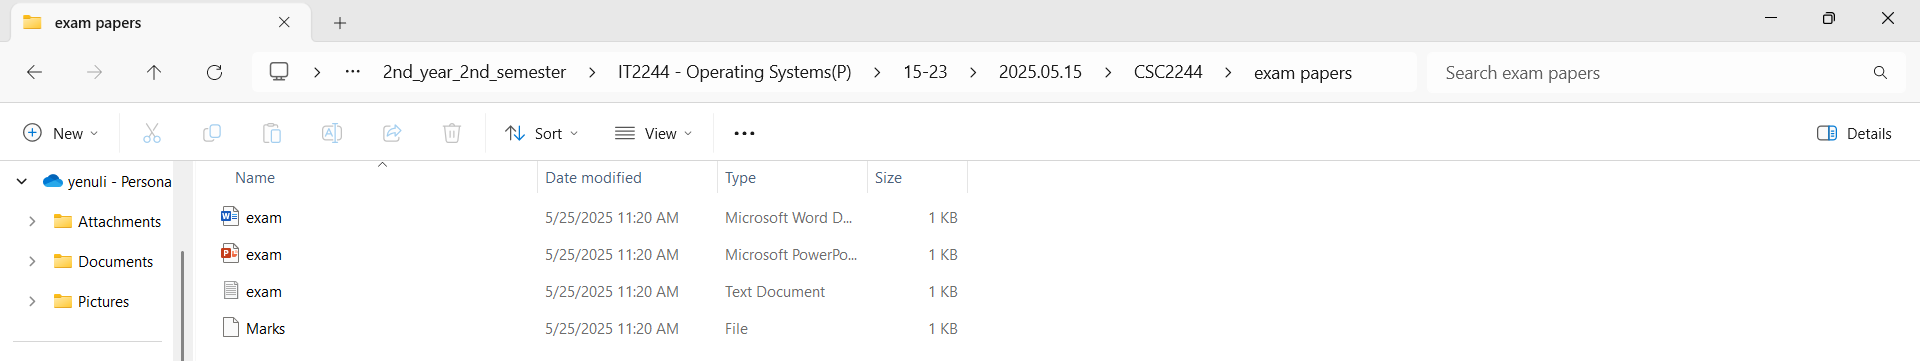 exam papers
2nd_year_2nd_semester > IT2244 - Operating Systems(P) > 15-23 > 2025.05.15 > CSC2244 > exam papers
Search exam papers
New
Sort
View
Details
yenuli - Persona
Attachments
Documents
Pictures
Name Date modified Type Size
exam 5/25/2025 11:20 AM Microsoft Word D... 1 KB
exam 5/25/2025 11:20 AM Microsoft PowerPo... 1 KB
exam 5/25/2025 11:20 AM Text Document 1 KB
Marks 5/25/2025 11:20 AM File 1 KB